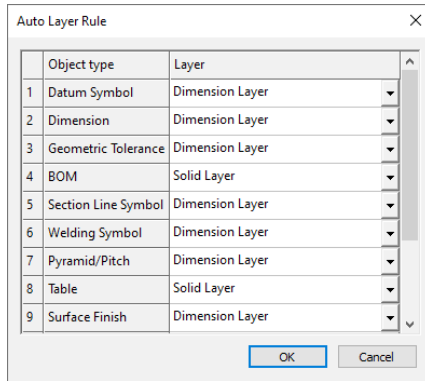 Auto Layer Rule
Object type Layer
1 Datum Symbol Dimension Layer
2 Dimension Dimension Layer
3 Geometric Tolerance Dimension Layer
4 BOM Solid Layer
5 Section Line Symbol Dimension Layer
6 Welding Symbol Dimension Layer
7 Pyramid/Pitch Dimension Layer
8 Table Solid Layer
9 Surface Finish Dimension Layer
OK Cancel